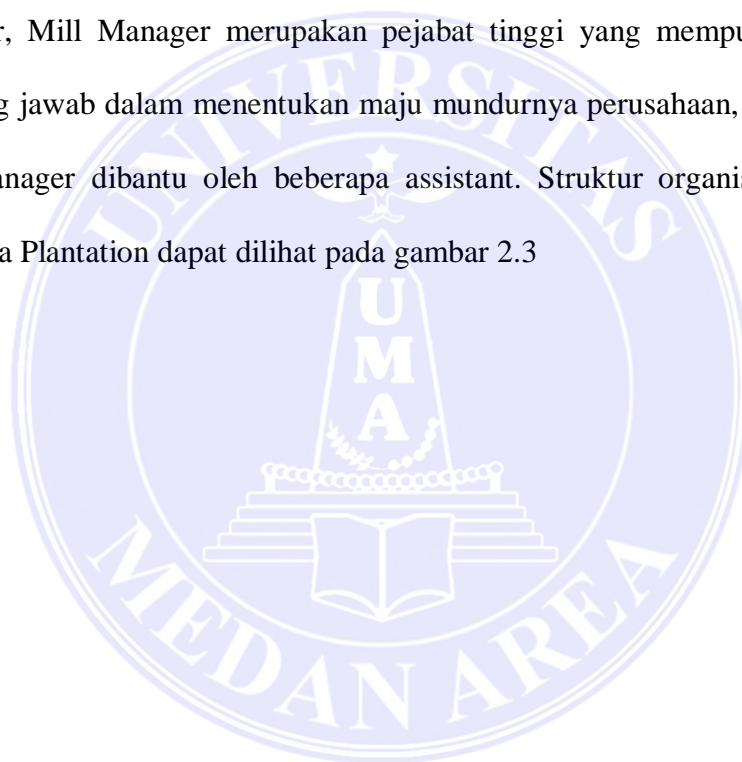 r, Mill Manager merupakan pejabat tinggi yang mempu
g jawab dalam menentukan maju mundurnya perusahaan,
anager dibantu oleh beberapa assistant. Struktur organis
a Plantation dapat dilihat pada gambar 2.3
UNIVERSITAS
U
M
A
MEDAN AREA